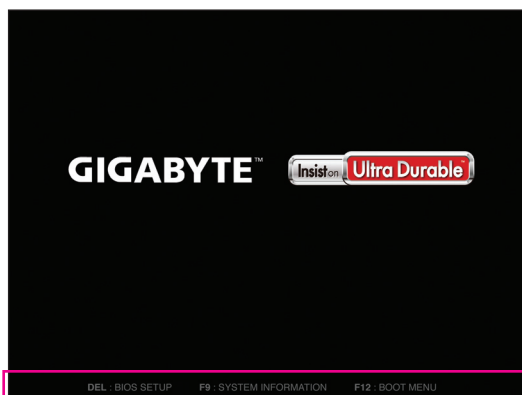 GIGABYTE™ Insist on Ultra Durable™
DEL : BIOS SETUP F9 : SYSTEM INFORMATION F12 : BOOT MENU